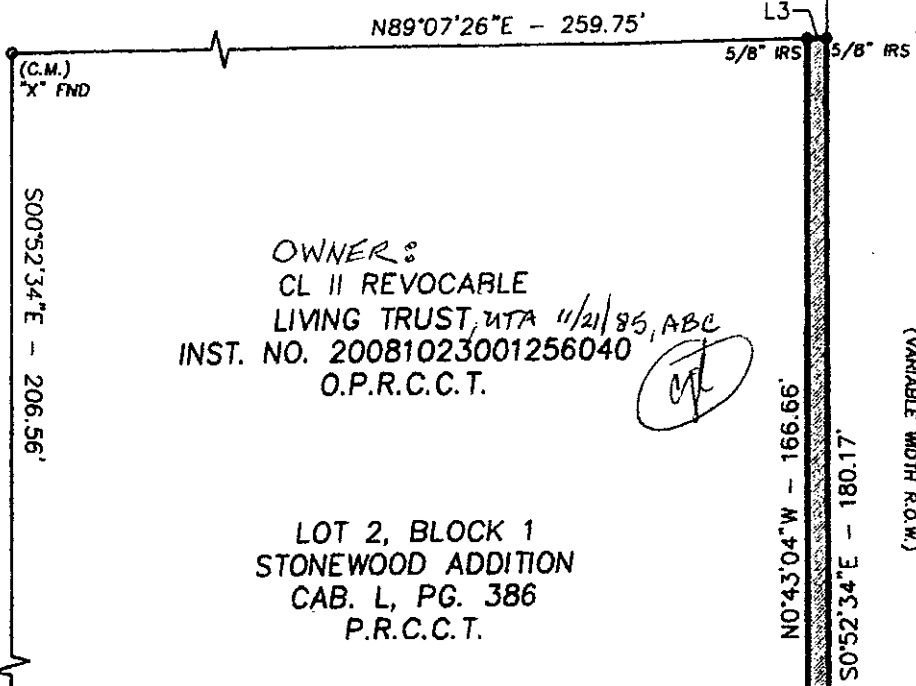 N89°07'26"E - 259.75'
L3
(C.M.)
"X" FND
5/8" IRS
5/8" IRS
S00°52'34"E - 206.56'
OWNER:
CL II REVOCABLE
LIVING TRUST, UTA 11/21/85, ABC
INST. NO. 20081023001256040
O.P.R.C.C.T.
N0°43'04"W - 166.66'
S0°52'34"E - 180.17'
(VARIABLE WIDTH R.O.W.)
LOT 2, BLOCK 1
STONEWOOD ADDITION
CAB. L, PG. 386
P.R.C.C.T.